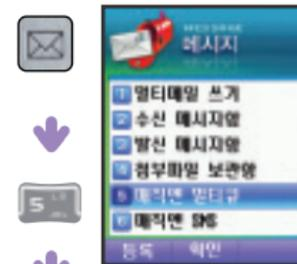 메시지
1 멀티메일 쓰기
2 수신 메시지함
3 발신 메시지함
4 첨부파일 보관함
5 매직엔 멀티큐
6 매직엔 SMS
등록 확인
5